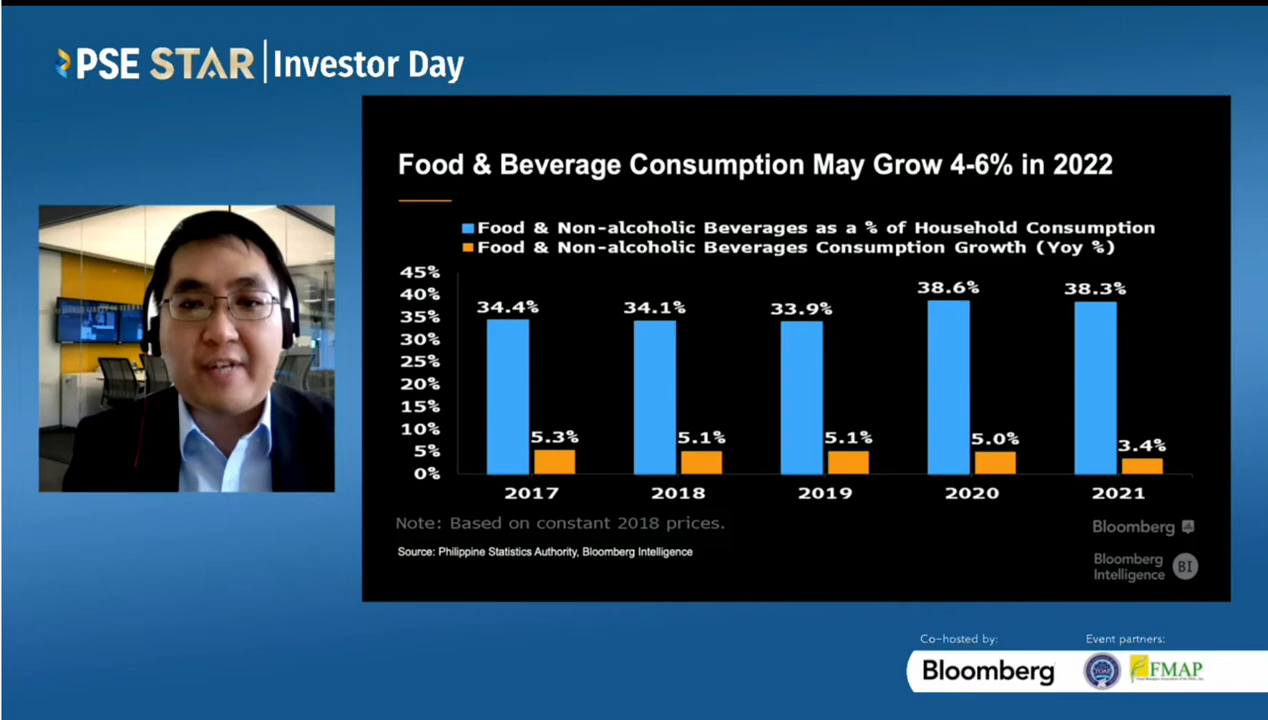 PSE STAR | Investor Day
Food & Beverage Consumption May Grow 4-6% in 2022
Food & Non-alcoholic Beverages as a % of Household Consumption
Food & Non-alcoholic Beverages Consumption Growth (Yoy %)
45%
40%
35%
30%
25%
20%
15%
10%
5%
0%
34.4%
5.3%
34.1%
5.1%
33.9%
5.1%
38.6%
5.0%
38.3%
3.4%
2017
2018
2019
2020
2021
Note: Based on constant 2018 prices.
Source: Philippine Statistics Authority, Bloomberg Intelligence
Bloomberg
Bloomberg
Intelligence
BI
Co-hosted by:
Bloomberg
Event partners:
FMAP